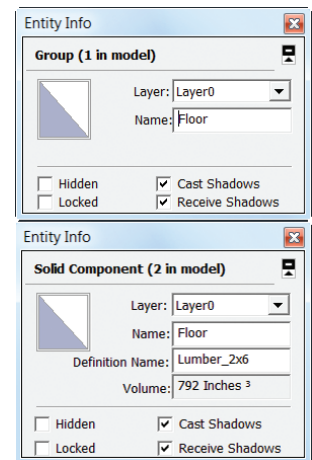 Entity Info
Group (1 in model)
Layer: Layer0
Name: Floor
Hidden Cast Shadows
Locked Receive Shadows
Entity Info
Solid Component (2 in model)
Layer: Layer0
Name: Floor
Definition Name: Lumber_2x6
Volume: 792 Inches ³
Hidden Cast Shadows
Locked Receive Shadows